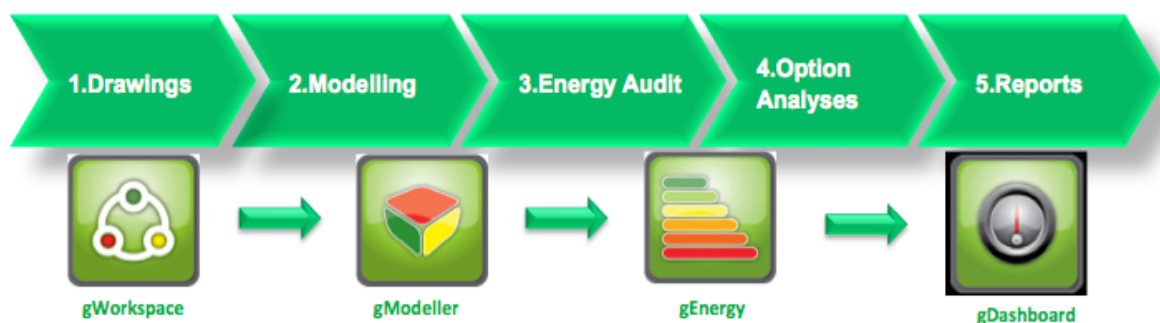 1.Drawings
2.Modelling
3.Energy Audit
4.Option
Analyses
5.Reports
gWorkspace
gModeller
gEnergy
gDashboard